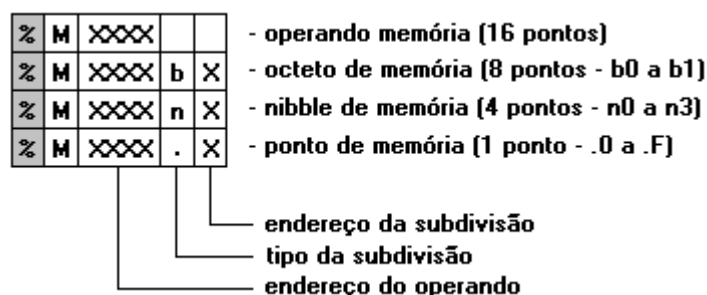 % M XXXX - operando memória (16 pontos)
% M XXXX b X - octeto de memória (8 pontos - b0 a b1)
% M XXXX n X - nibble de memória (4 pontos - n0 a n3)
% M XXXX . X - ponto de memória (1 ponto - .0 a .F)
endereço da subdivisão
tipo da subdivisão
endereço do operando